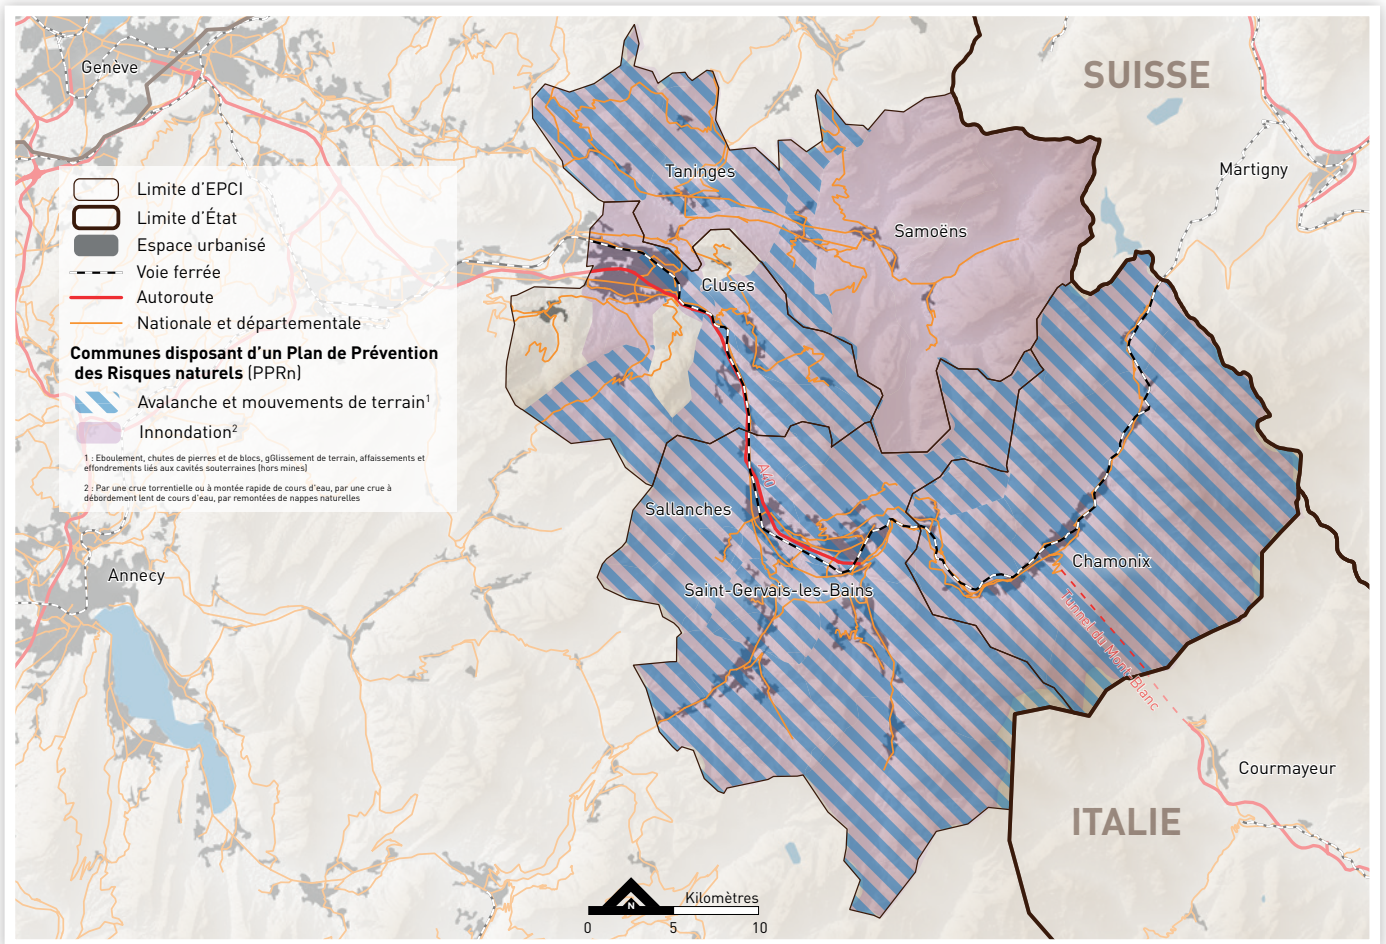 Genève
SUISSE
Martigny
Taninges
Samoëns
Cluses
Limite d'EPCI
Limite d'État
Espace urbanisé
Voie ferrée
Autoroute
Nationale et départementale
Communes disposant d'un Plan de Prévention
des Risques naturels (PPRn)
Avalanche et mouvements de terrain¹
Innondation²
1 : Eboulement, chutes de pierres et de blocs, gGlissement de terrain, affaissements et
effondrements liés aux cavités souterraines (hors mines)
2 : Par une crue torrentielle ou à montée rapide de cours d'eau, par une crue à
débordement lent de cours d'eau, par remontées de nappes naturelles
A40
Sallanches
Annecy
Chamonix
Saint-Gervais-les-Bains
Tunnel du Mont-Blanc
Courmayeur
ITALIE
N
Kilomètres
0 5 10